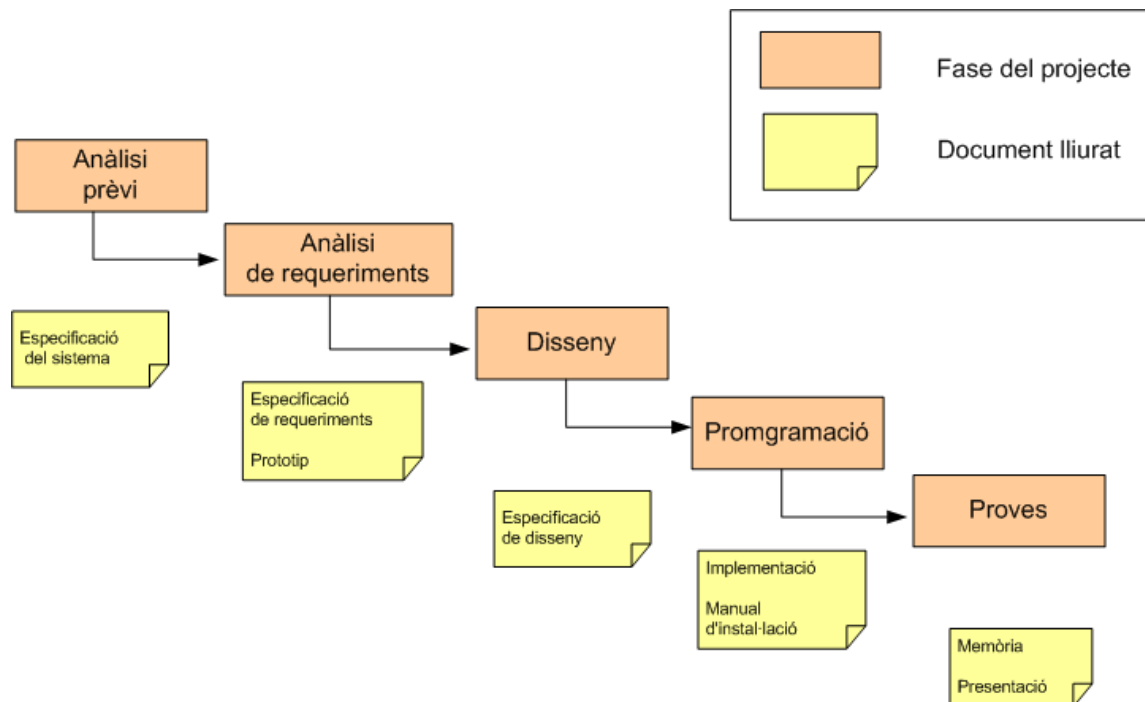 Fase del projecte
Document lliurat
Anàlisi
prèvi
Anàlisi
de requeriments
Disseny
Promgramació
Proves
Especificació
del sistema
Especificació
de requeriments
Prototip
Especificació
de disseny
Implementació
Manual
d'instal·lació
Memòria
Presentació